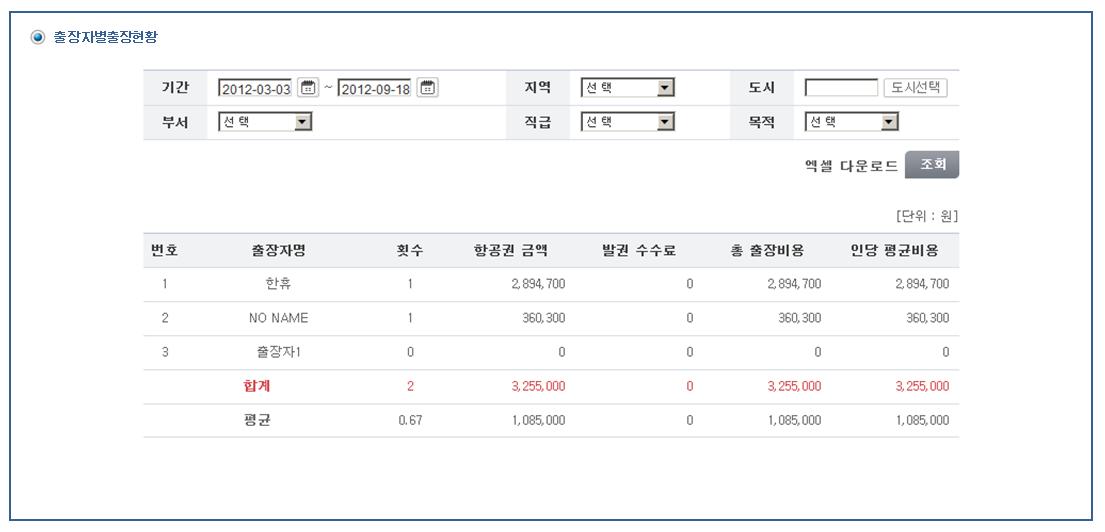 출장자별출장현황
기간 2012-03-03 ~ 2012-09-18 지역 선택 도시 도시선택
부서 선택 직급 선택 목적 선택
엑셀 다운로드 조회
[단위 : 원]
번호 출장자명 횟수 항공권 금액 발권 수수료 총 출장비용 인당 평균비용
1 한휴 1 2,894,700 0 2,894,700 2,894,700
2 NO NAME 1 360,300 0 360,300 360,300
3 출장자1 0 0 0 0 0
합계 2 3,255,000 0 3,255,000 3,255,000
평균 0.67 1,085,000 0 1,085,000 1,085,000